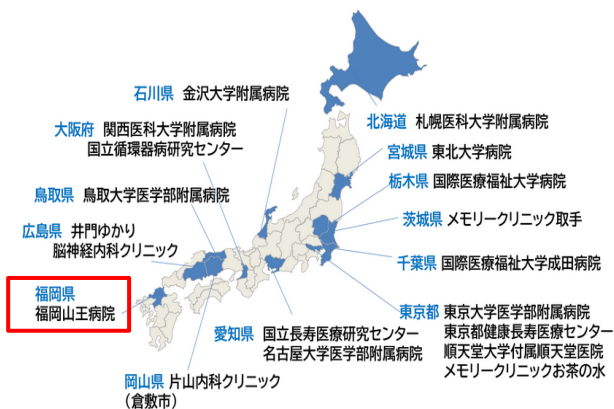 石川県 金沢大学附属病院
大阪府 関西医科大学附属病院
国立循環器病研究センター
鳥取県 鳥取大学医学部附属病院
広島県 井門ゆかり
脳神経内科クリニック
福岡県
福岡山王病院
北海道 札幌医科大学附属病院
宮城県 東北大学病院
栃木県 国際医療福祉大学病院
茨城県 メモリークリニック取手
千葉県 国際医療福祉大学成田病院
東京都 東京大学医学部附属病院
東京都健康長寿医療センター
順天堂大学付属順天堂医院
メモリークリニックお茶の水
愛知県 国立長寿医療研究センター
名古屋大学医学部附属病院
岡山県 片山内科クリニック
（倉敷市）